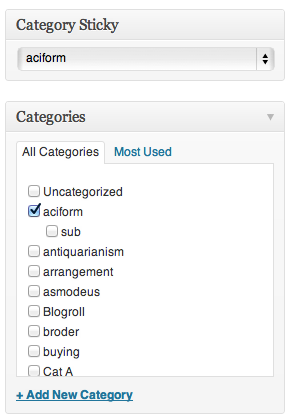 Category Sticky
aciform
Categories
All Categories Most Used
Uncategorized
aciform
sub
antiquarianism
arrangement
asmodeus
Blogroll
broder
buying
Cat A
+ Add New Category